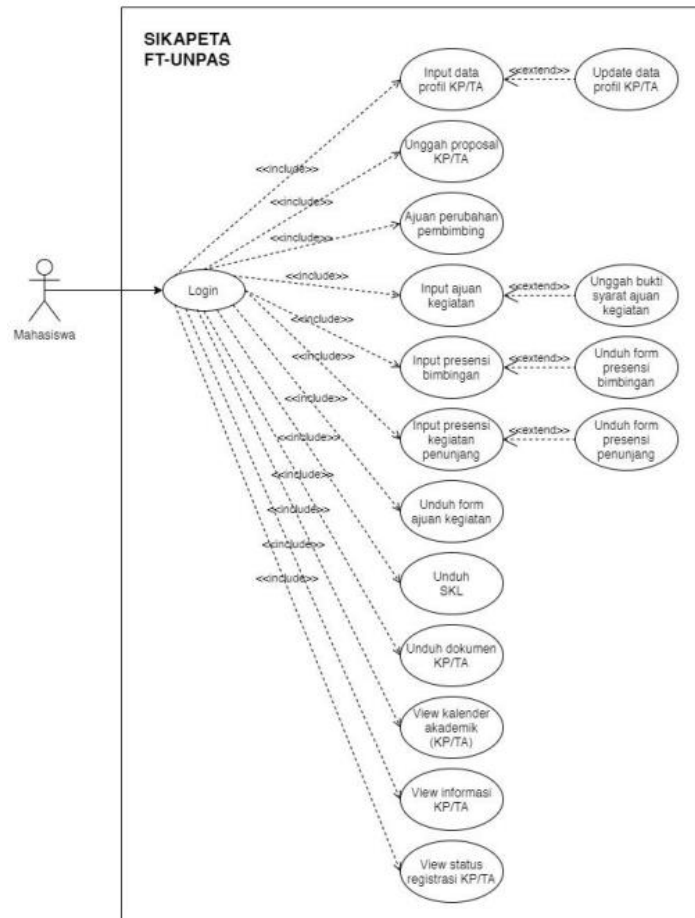 SIKAPETA
FT-UNPAS
Input data
profil KP/TA
<<extend>>
Update data
profil KP/TA
Unggah proposal
KP/TA
<<include>>
<<include>>
Ajuan perubahan
pembimbing
<<include>>
Mahasiswa
Login
<<include>>
Input ajuan
kegiatan
<<extend>>
Unggah bukti
syarat ajuan
kegiatan
<<include>>
Input presensi
bimbingan
<<extend>>
Unduh form
presensi
bimbingan
<<include>>
Input presensi
kegiatan
penunjang
<<extend>>
Unduh form
presensi
penunjang
<<include>>
<<include>>
Unduh form
ajuan kegiatan
<<include>>
<<include>>
<<include>>
<<include>>
Unduh
SKL
Unduh dokumen
KP/TA
View kalender
akademik
(KP/TA)
View informasi
KP/TA
View status
registrasi KP/TA